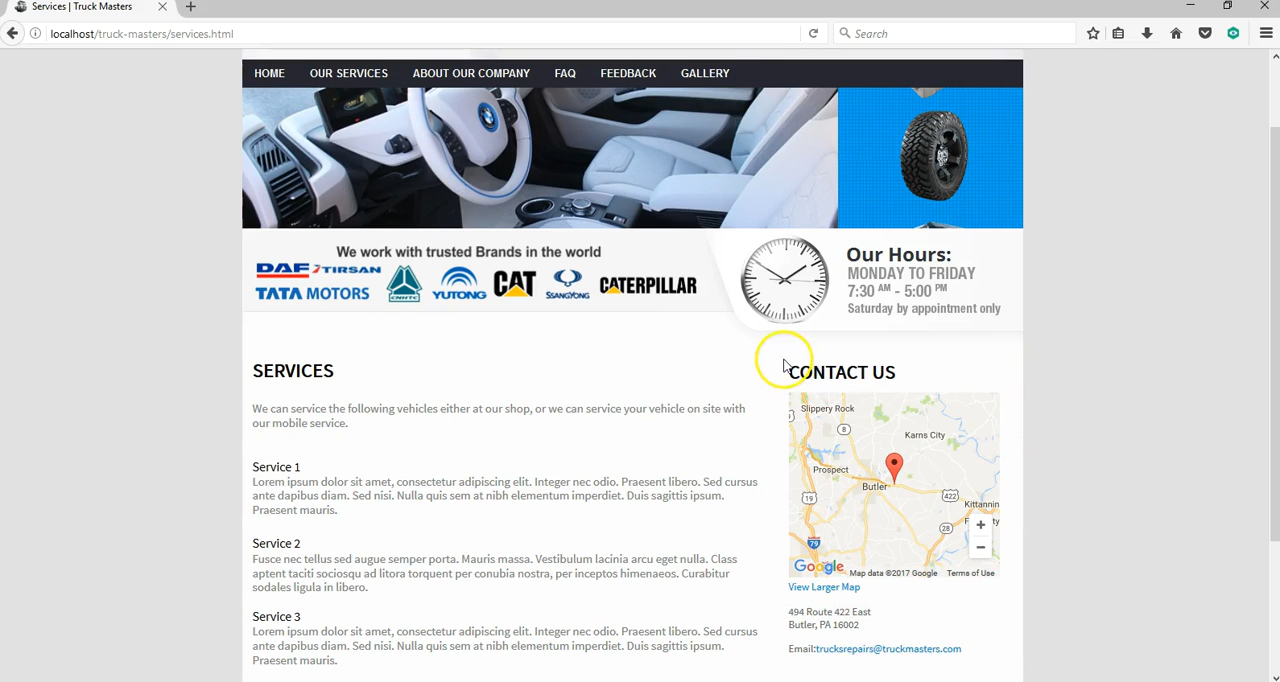 Services | Truck Masters
localhost/truck-masters/services.html
Search
HOME OUR SERVICES ABOUT OUR COMPANY FAQ FEEDBACK GALLERY
We work with trusted Brands in the world
DAF TIRSAN
TATA MOTORS
CNHTC
YUTONG
CAT
SSANGYONG
CATERPILLAR
Our Hours:
MONDAY TO FRIDAY
7:30 AM - 5:00 PM
Saturday by appointment only
SERVICES
We can service the following vehicles either at our shop, or we can service your vehicle on site with
our mobile service.
Service 1
Lorem ipsum dolor sit amet, consectetur adipiscing elit. Integer nec odio. Praesent libero. Sed cursus
ante dapibus diam. Sed nisi. Nulla quis sem at nibh elementum imperdiet. Duis sagittis ipsum.
Praesent mauris.
Service 2
Fusce nec tellus sed augue semper porta. Mauris massa. Vestibulum lacinia arcu eget nulla. Class
aptent taciti sociosqu ad litora torquent per conubia nostra, per inceptos himenaeos. Curabitur
sodales ligula in libero.
Service 3
Lorem ipsum dolor sit amet, consectetur adipiscing elit. Integer nec odio. Praesent libero. Sed cursus
ante dapibus diam. Sed nisi. Nulla quis sem at nibh elementum imperdiet. Duis sagittis ipsum.
Praesent mauris.
CONTACT US
Slippery Rock
8
Karns City
Prospect
Butler
19
422
Kittannin
28
79
Google
Map data ©2017 Google Terms of Use
View Larger Map
494 Route 422 East
Butler, PA 16002
Email:trucksrepairs@truckmasters.com